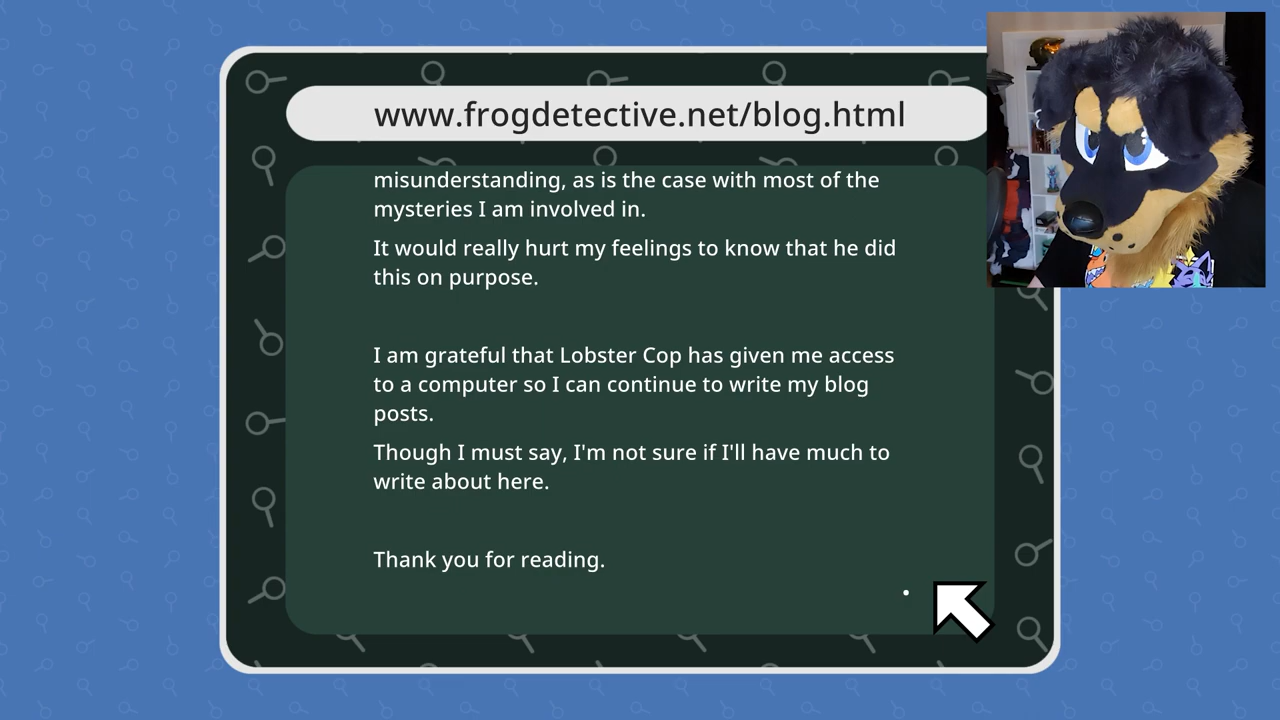 www.frogdetective.net/blog.html
misunderstanding, as is the case with most of the
mysteries I am involved in.
It would really hurt my feelings to know that he did
this on purpose.
I am grateful that Lobster Cop has given me access
to a computer so I can continue to write my blog
posts.
Though I must say, I'm not sure if I'll have much to
write about here.
Thank you for reading.